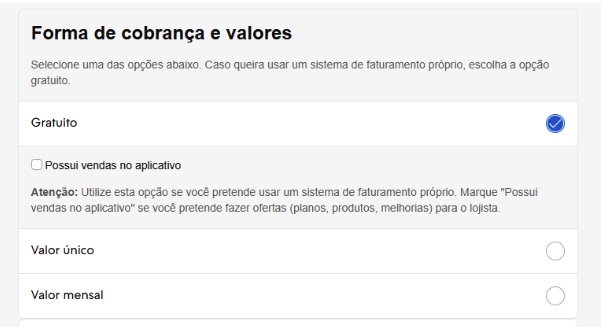 Forma de cobrança e valores
Selecione uma das opções abaixo. Caso queira usar um sistema de faturamento próprio, escolha a opção
gratuito.
Gratuito
Possui vendas no aplicativo
Atenção: Utilize esta opção se você pretende usar um sistema de faturamento próprio. Marque "Possui
vendas no aplicativo" se você pretende fazer ofertas (planos, produtos, melhorias) para o lojista.
Valor único
Valor mensal